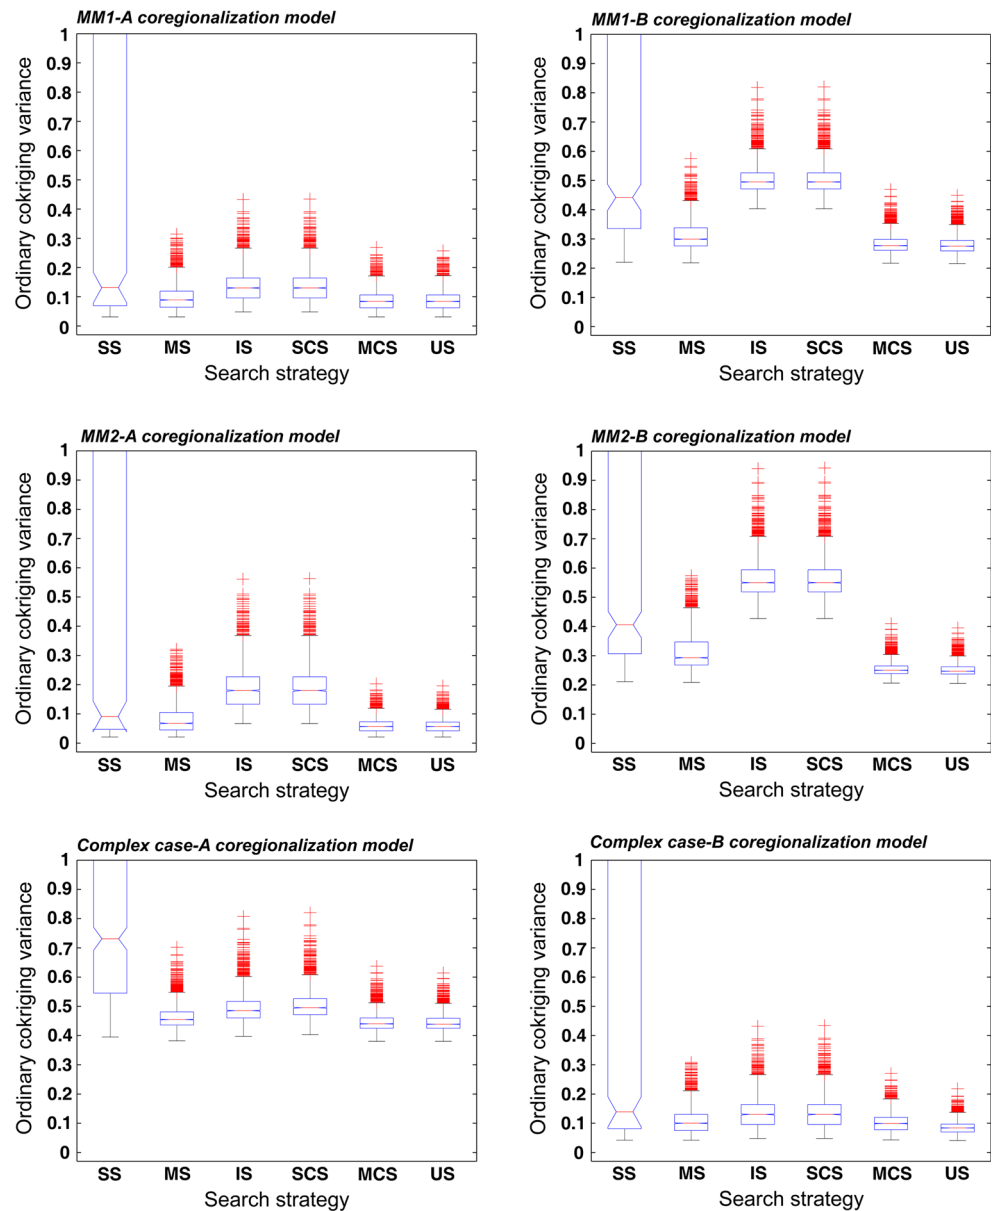 MM1-A coregionalization model
Ordinary cokriging variance
1
0.9
0.8
0.7
0.6
0.5
0.4
0.3
0.2
0.1
0
SS MS IS SCS MCS US
Search strategy
MM1-B coregionalization model
Ordinary cokriging variance
1
0.9
0.8
0.7
0.6
0.5
0.4
0.3
0.2
0.1
0
SS MS IS SCS MCS US
Search strategy
MM2-A coregionalization model
Ordinary cokriging variance
1
0.9
0.8
0.7
0.6
0.5
0.4
0.3
0.2
0.1
0
SS MS IS SCS MCS US
Search strategy
MM2-B coregionalization model
Ordinary cokriging variance
1
0.9
0.8
0.7
0.6
0.5
0.4
0.3
0.2
0.1
0
SS MS IS SCS MCS US
Search strategy
Complex case-A coregionalization model
Ordinary cokriging variance
1
0.9
0.8
0.7
0.6
0.5
0.4
0.3
0.2
0.1
0
SS MS IS SCS MCS US
Search strategy
Complex case-B coregionalization model
Ordinary cokriging variance
1
0.9
0.8
0.7
0.6
0.5
0.4
0.3
0.2
0.1
0
SS MS IS SCS MCS US
Search strategy